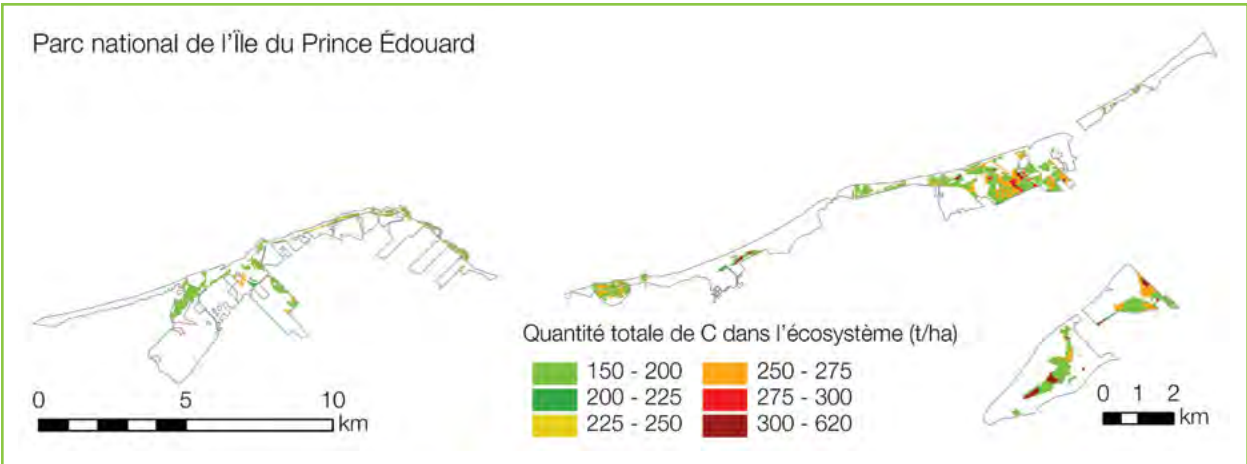 Parc national de l'Île du Prince Édouard
Quantité totale de C dans l'écosystème (t/ha)
150 - 200
250 - 275
200 - 225
275 - 300
225 - 250
300 - 620
0 5 10 km
0 1 2 km